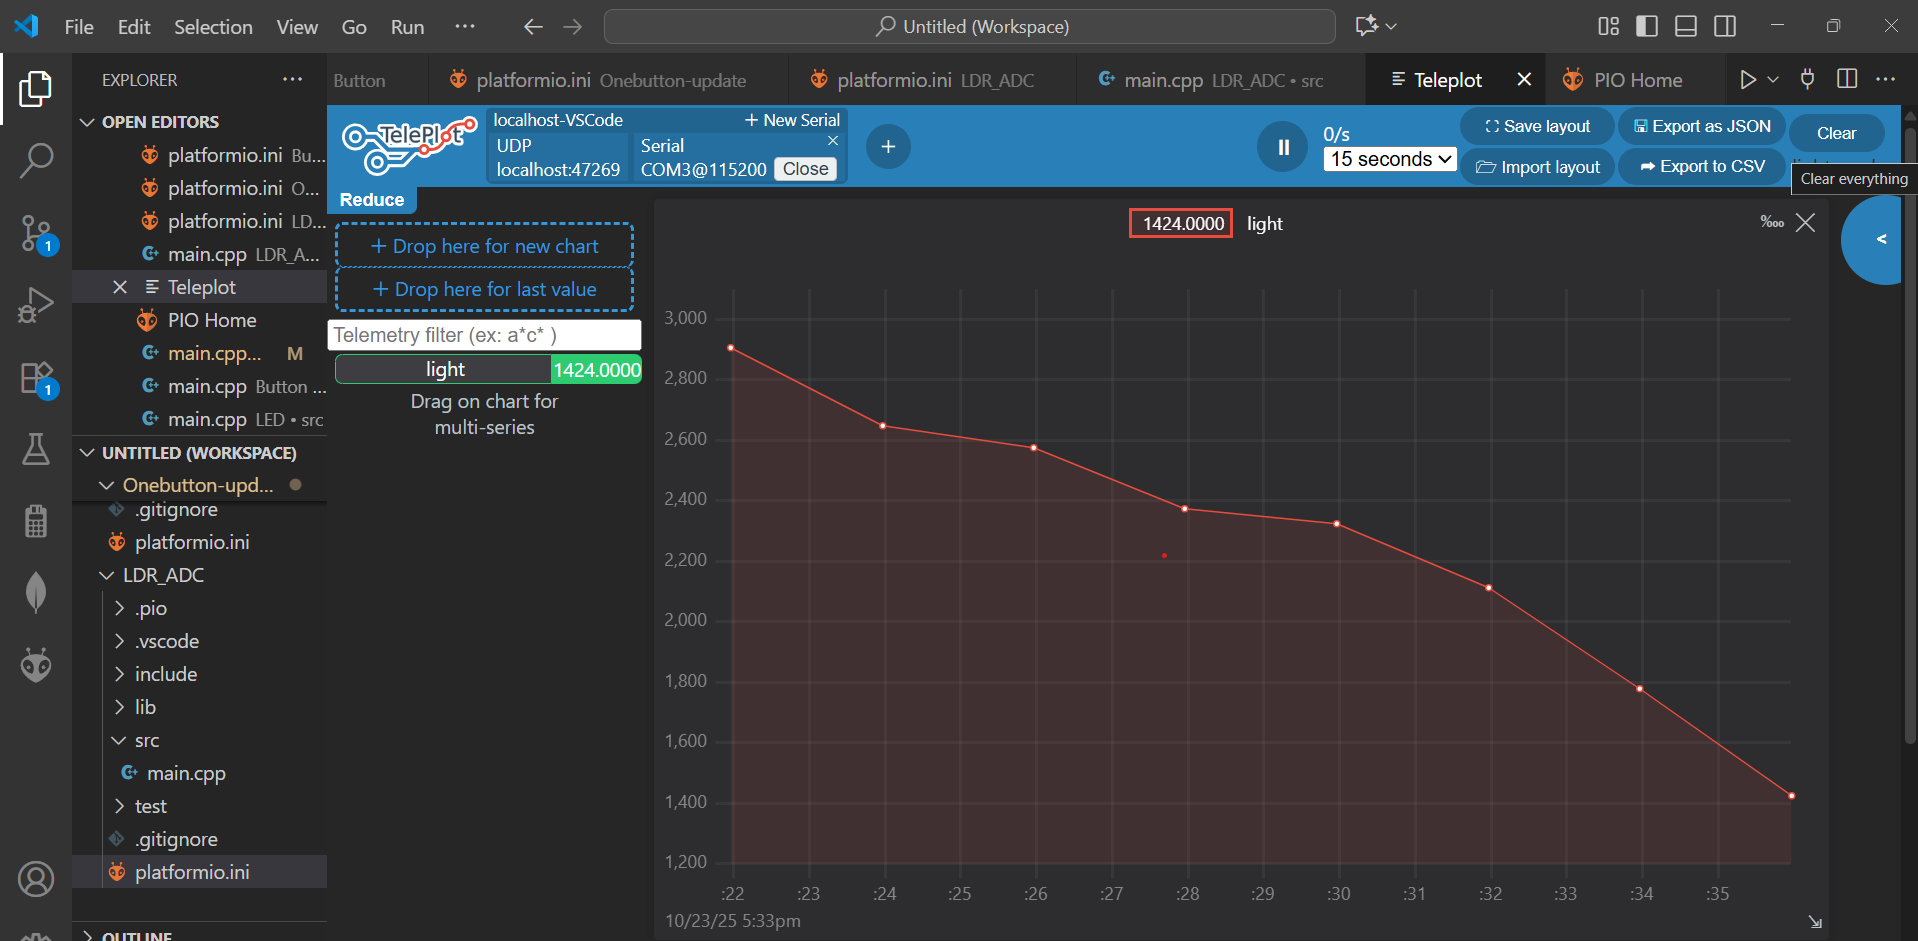 File Edit Selection View Go Run ··· Untitled (Workspace)
EXPLORER ···
Button platformio.ini Onebutton-update platformio.ini LDR_ADC main.cpp LDR_ADC • src Teleplot PIO Home ···
OPEN EDITORS
platformio.ini Bu...
platformio.ini O...
platformio.ini LD...
main.cpp LDR_A...
Teleplot
PIO Home
main.cpp... M
main.cpp Button ...
main.cpp LED • src
UNTITLED (WORKSPACE)
Onebutton-upd...
.gitignore
platformio.ini
LDR_ADC
.pio
.vscode
include
lib
src
main.cpp
test
.gitignore
platformio.ini
OUTLINE
1
1
TelePlot
localhost-VSCode + New Serial
UDP
localhost:47269
Serial
COM3@115200 Close
+
0/s
15 seconds
Save layout
Import layout
Export as JSON
Export to CSV
Clear
Clear everything
<
Reduce
+ Drop here for new chart
+ Drop here for last value
Telemetry filter (ex: a*c* )
light 1424.0000
Drag on chart for
multi-series
1424.0000 light
‱
3,000
2,800
2,600
2,400
2,200
2,000
1,800
1,600
1,400
1,200
:22 :23 :24 :25 :26 :27 :28 :29 :30 :31 :32 :33 :34 :35
10/23/25 5:33pm